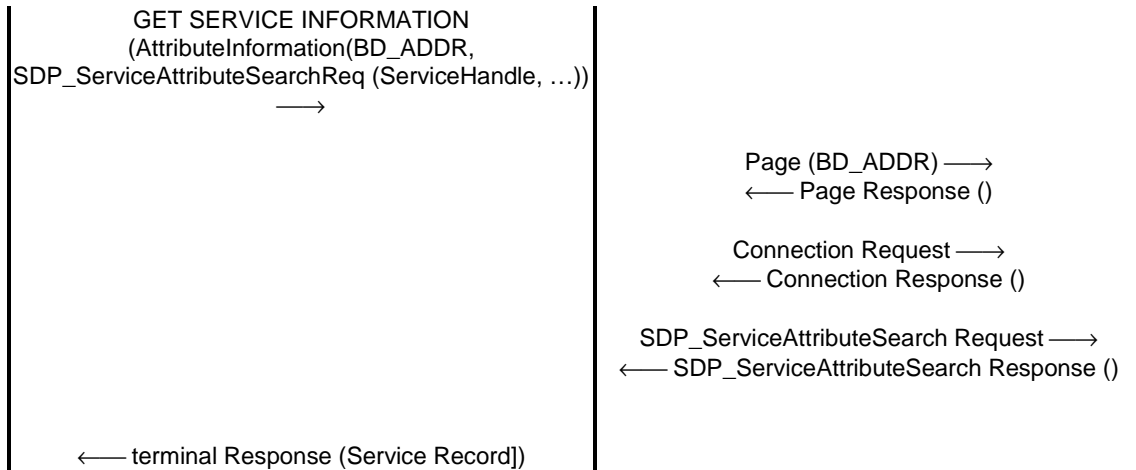 GET SERVICE INFORMATION
(AttributeInformation(BD_ADDR,
SDP_ServiceAttributeSearchReq (ServiceHandle, …))
⟶
Page (BD_ADDR) ⟶
⟵ Page Response ()
Connection Request ⟶
⟵ Connection Response ()
SDP_ServiceAttributeSearch Request ⟶
⟵ SDP_ServiceAttributeSearch Response ()
⟵ terminal Response (Service Record])